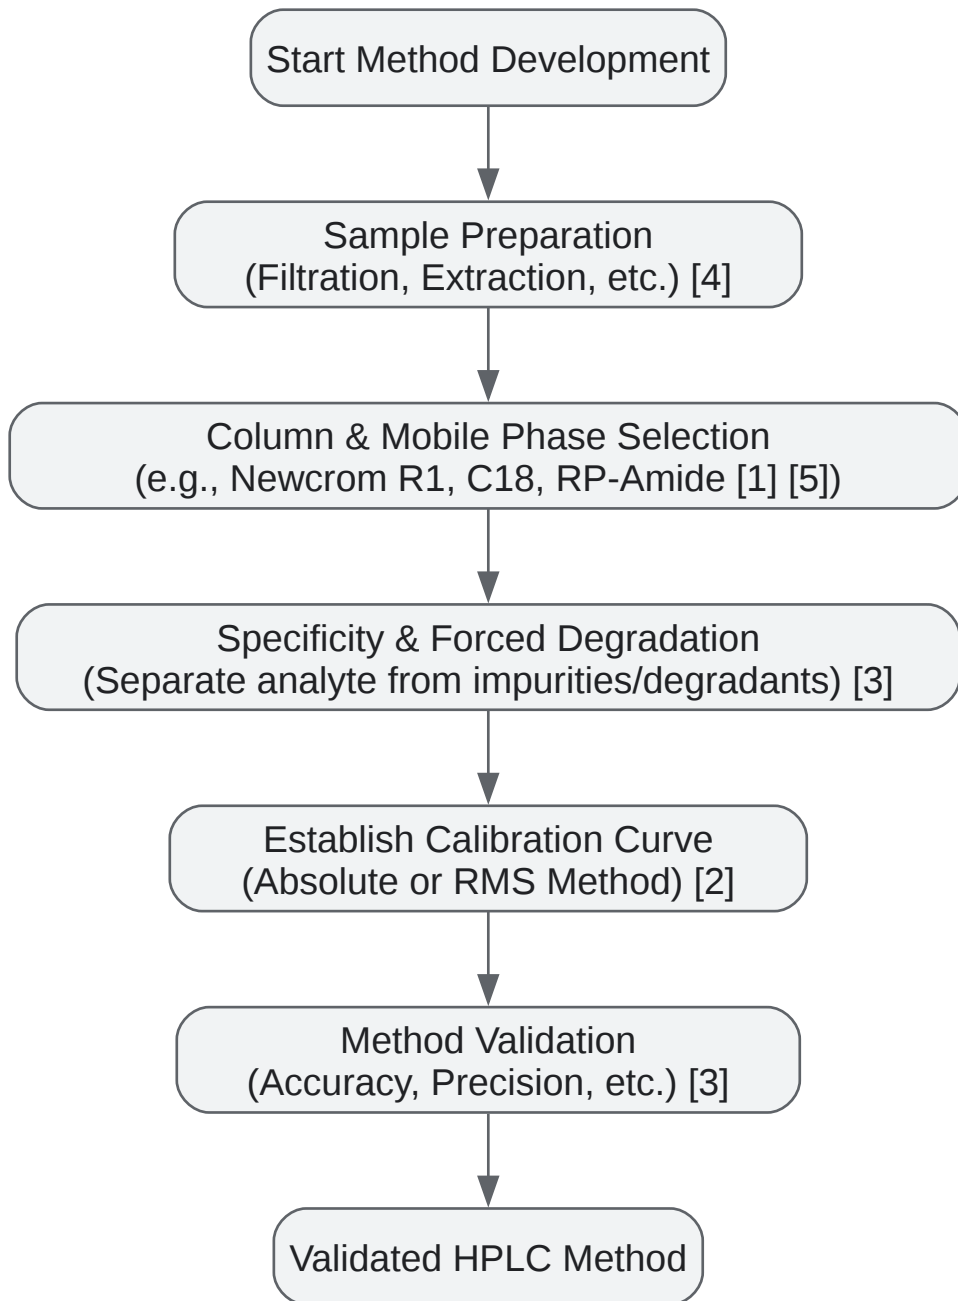 Start Method Development
Sample Preparation
(Filtration, Extraction, etc.) [4]
Column & Mobile Phase Selection
(e.g., Newcrom R1, C18, RP-Amide [1] [5])
Specificity & Forced Degradation
(Separate analyte from impurities/degradants) [3]
Establish Calibration Curve
(Absolute or RMS Method) [2]
Method Validation
(Accuracy, Precision, etc.) [3]
Validated HPLC Method